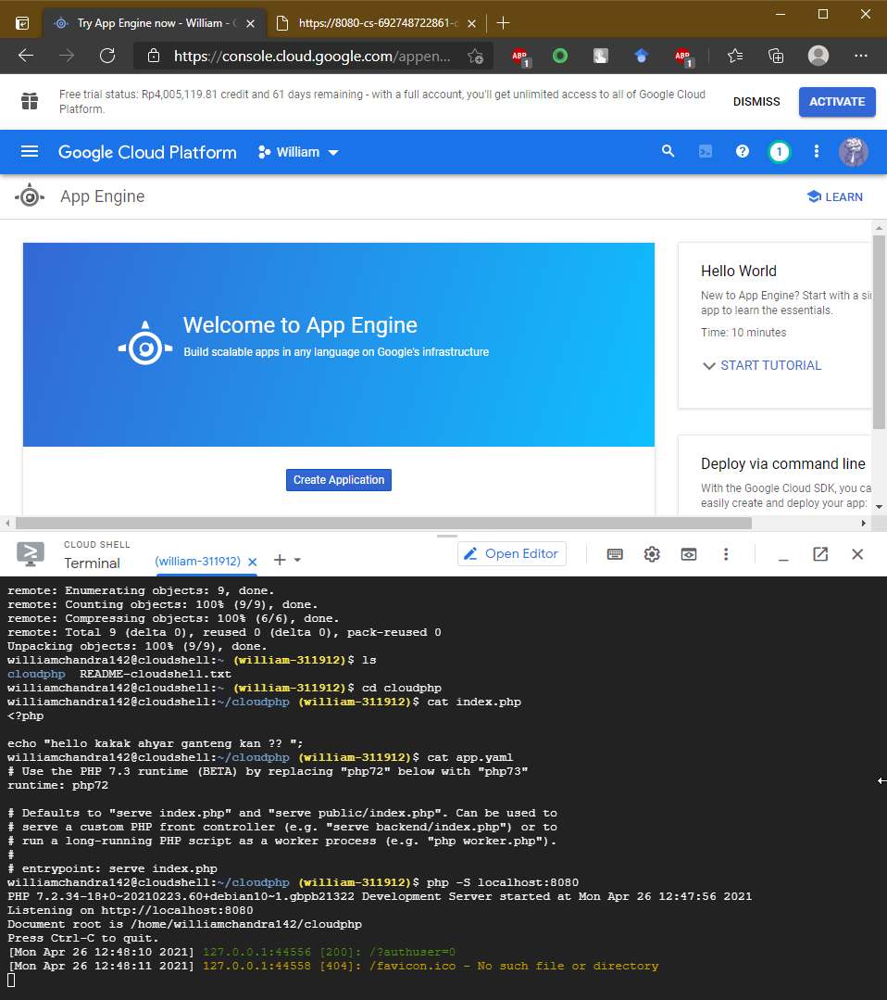 Try App Engine now - William - G
https://8080-cs-692748722861-d
https://console.cloud.google.com/appen...
ABP
1
ABP
1
Free trial status: Rp4,005,119.81 credit and 61 days remaining - with a full account, you'll get unlimited access to all of Google Cloud
Platform.
DISMISS
ACTIVATE
Google Cloud Platform
William
1
App Engine
LEARN
Welcome to App Engine
Build scalable apps in any language on Google's infrastructure
Create Application
Hello World
New to App Engine? Start with a si
app to learn the essentials.
Time: 10 minutes
START TUTORIAL
Deploy via command line
With the Google Cloud SDK, you ca
easily create and deploy your app:
CLOUD SHELL
Terminal
(william-311912)
Open Editor
remote: Enumerating objects: 9, done.
remote: Counting objects: 100% (9/9), done.
remote: Compressing objects: 100% (6/6), done.
remote: Total 9 (delta 0), reused 0 (delta 0), pack-reused 0
Unpacking objects: 100% (9/9), done.
williamchandra142@cloudshell:~ (william-311912)$ ls
cloudphp  README-cloudshell.txt
williamchandra142@cloudshell:~ (william-311912)$ cd cloudphp
williamchandra142@cloudshell:~/cloudphp (william-311912)$ cat index.php
<?php
echo "hello kakak ahyar ganteng kan ?? ";
williamchandra142@cloudshell:~/cloudphp (william-311912)$ cat app.yaml
# Use the PHP 7.3 runtime (BETA) by replacing "php72" below with "php73"
runtime: php72
# Defaults to "serve index.php" and "serve public/index.php". Can be used to
# serve a custom PHP front controller (e.g. "serve backend/index.php") or to
# run a long-running PHP script as a worker process (e.g. "php worker.php").
#
# entrypoint: serve index.php
williamchandra142@cloudshell:~/cloudphp (william-311912)$ php -S localhost:8080
PHP 7.2.34-18+0~20210223.60+debian10~1.gbpb21322 Development Server started at Mon Apr 26 12:47:56 2021
Listening on http://localhost:8080
Document root is /home/williamchandra142/cloudphp
Press Ctrl-C to quit.
[Mon Apr 26 12:48:10 2021] 127.0.0.1:44556 [200]: /?authuser=0
[Mon Apr 26 12:48:11 2021] 127.0.0.1:44558 [404]: /favicon.ico - No such file or directory